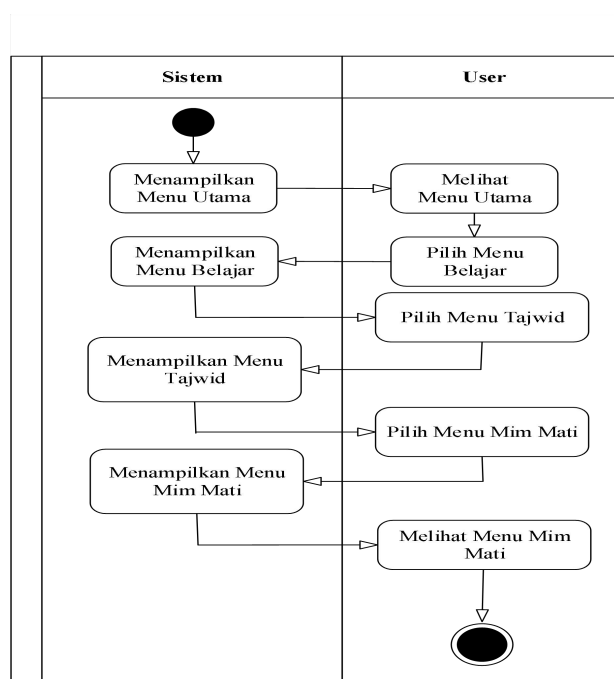 Sistem
User
Menampilkan
Menu Utama
Melihat
Menu Utama
Pilih Menu
Belajar
Menampilkan
Menu Belajar
Pilih Menu Tajwid
Menampilkan Menu
Tajwid
Pilih Menu Mim Mati
Menampilkan Menu
Mim Mati
Melihat Menu Mim
Mati